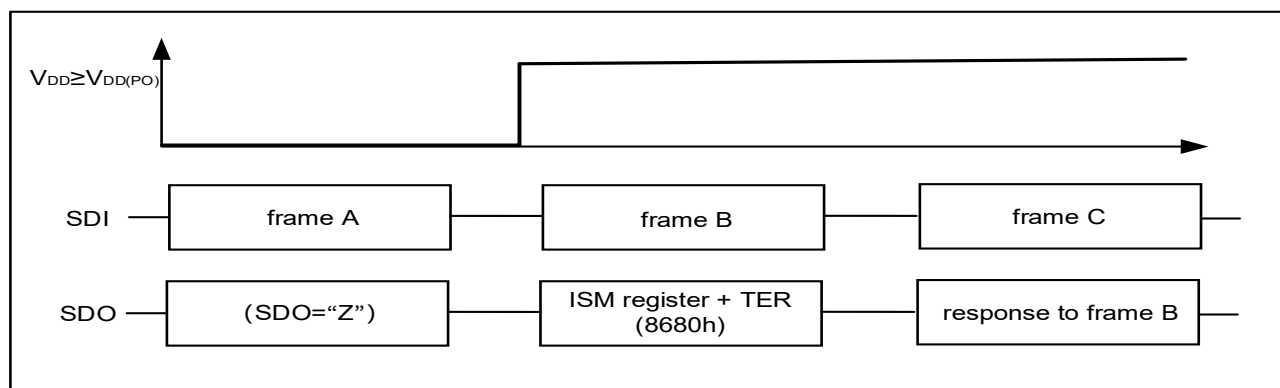 VDD≥VDD(PO)
SDI
frame A
frame B
frame C
SDO
(SDO=“Z”)
ISM register + TER
(8680h)
response to frame B